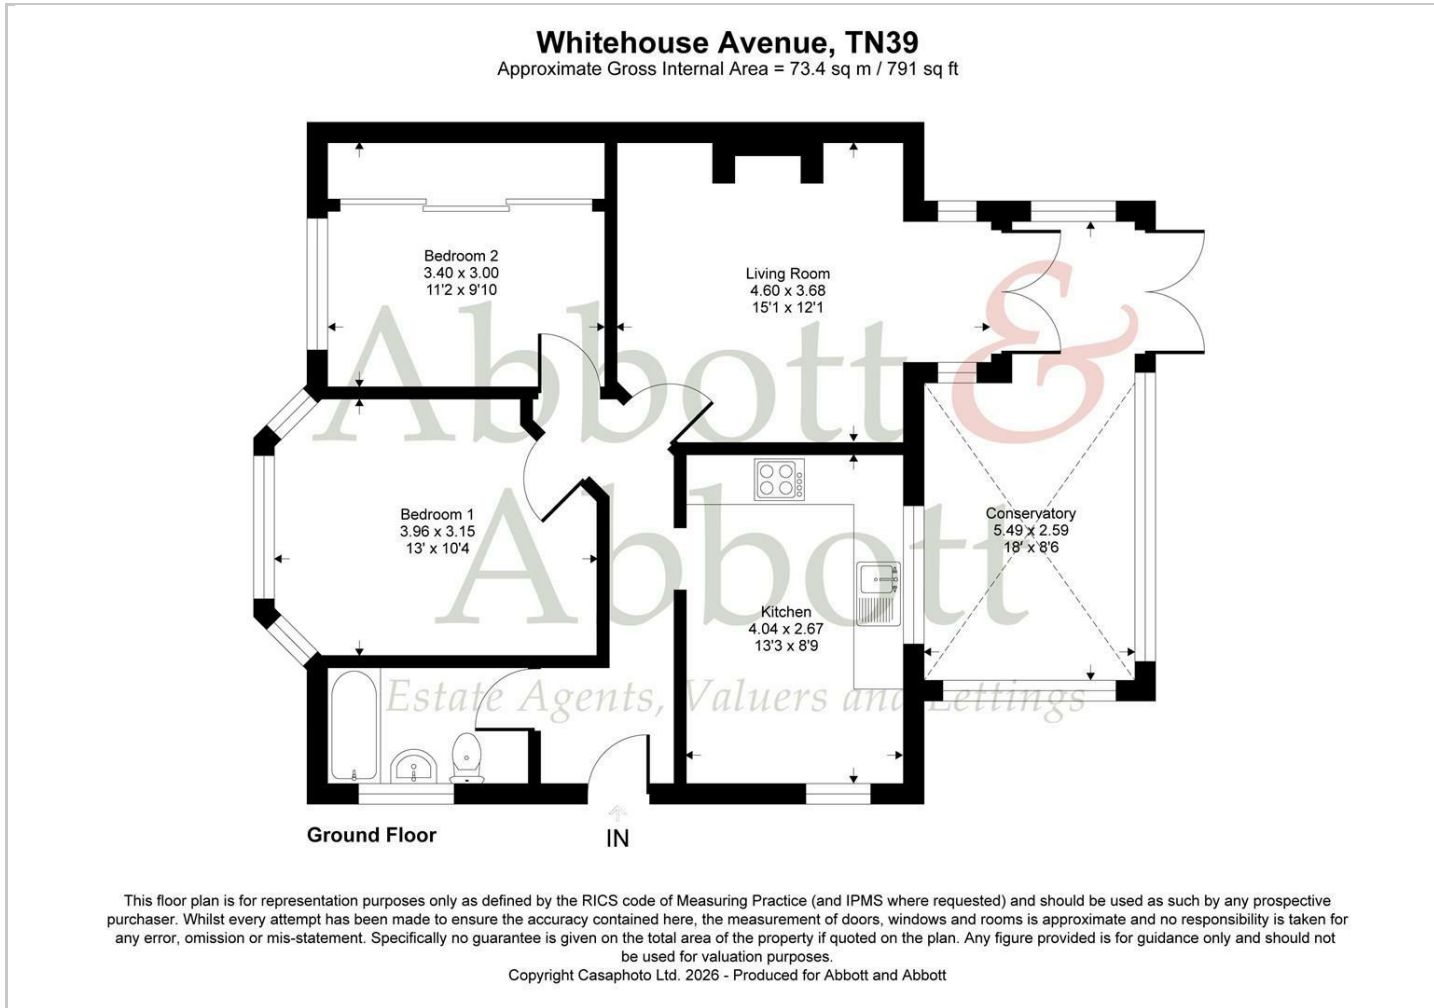 Whitehouse Avenue, TN39
Approximate Gross Internal Area = 73.4 sq m / 791 sq ft
Bedroom 2
3.40 x 3.00
11'2 x 9'10
Living Room
4.60 x 3.68
15'1 x 12'1
Abbott &
Abbott
Estate Agents, Valuers and Lettings
Bedroom 1
3.96 x 3.15
13' x 10'4
Conservatory
5.49 x 2.59
18' x 8'6
Kitchen
4.04 x 2.67
13'3 x 8'9
Ground Floor
IN
This floor plan is for representation purposes only as defined by the RICS code of Measuring Practice (and IPMS where requested) and should be used as such by any prospective
purchaser. Whilst every attempt has been made to ensure the accuracy contained here, the measurement of doors, windows and rooms is approximate and no responsibility is taken for
any error, omission or mis-statement. Specifically no guarantee is given on the total area of the property if quoted on the plan. Any figure provided is for guidance only and should not
be used for valuation purposes.
Copyright Casaphoto Ltd. 2026 - Produced for Abbott and Abbott